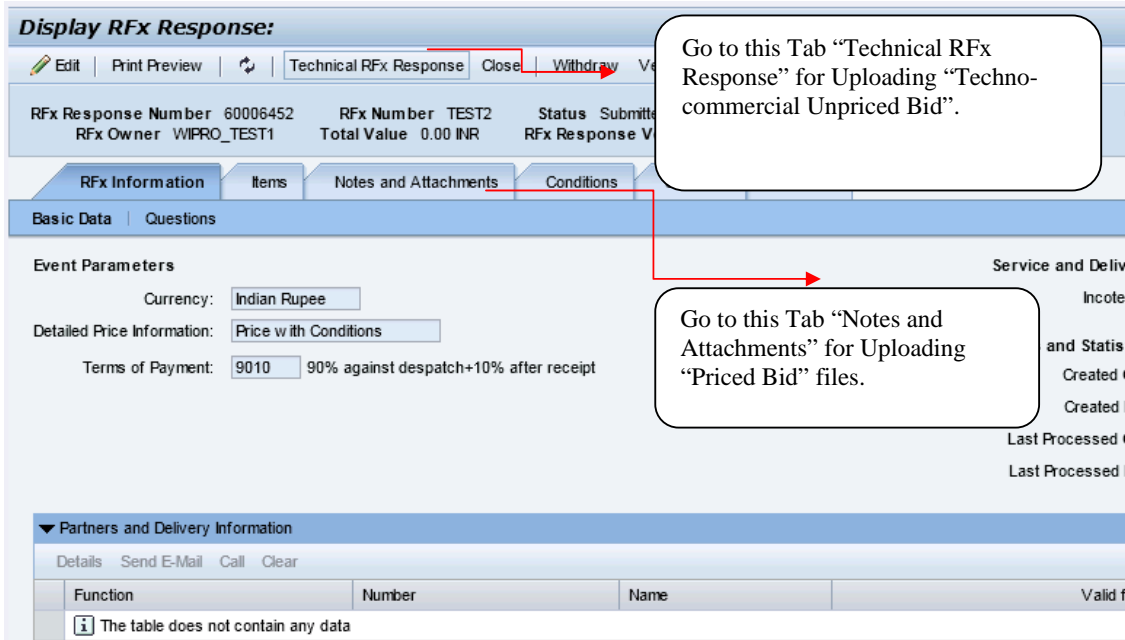 Display RFx Response:
Edit Print Preview Technical RFx Response Close Withdraw
RFx Response Number 60006452 RFx Number TEST2 Status
RFx Owner WIPRO_TEST1 Total Value 0.00 INR RFx Response
Go to this Tab “Technical RFx
Response” for Uploading “Techno-
commercial Unpriced Bid”.
RFx Information Items Notes and Attachments Conditions
Basic Data Questions
Event Parameters
Service and
Currency: Indian Rupee
Detailed Price Information: Price with Conditions
Terms of Payment: 9010 90% against despatch+10% after receipt
Go to this Tab “Notes and
Attachments” for Uploading
“Priced Bid” files.
and
Created
Created
Last Processed
Last Processed
Partners and Delivery Information
Details Send E-Mail Call Clear
Function Number Name Valid
The table does not contain any data